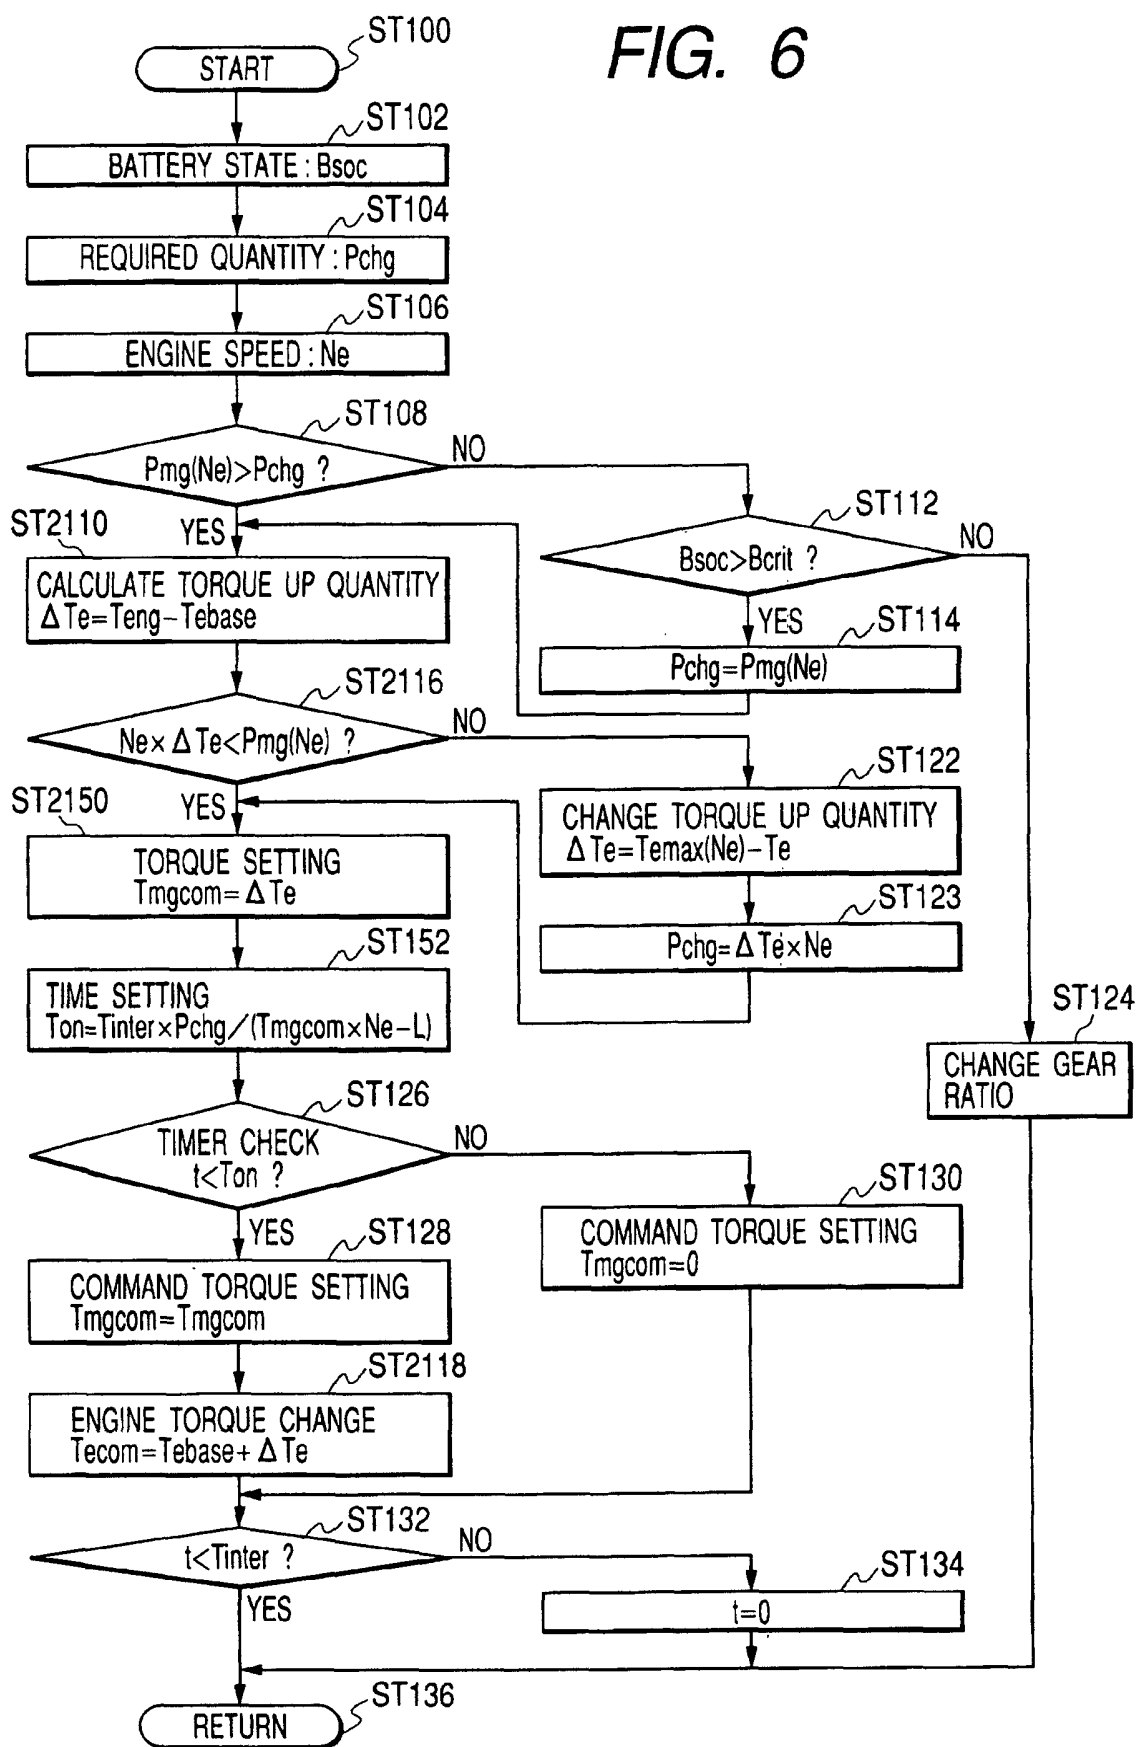 FIG. 6
ST100
START
ST102
BATTERY STATE : Bsoc
ST104
REQUIRED QUANTITY : Pchg
ST106
ENGINE SPEED : Ne
ST108
Pmg(Ne)>Pchg ?
NO
YES
ST112
Bsoc>Bcrit ?
NO
YES
ST114
Pchg=Pmg(Ne)
ST2110
CALCULATE TORQUE UP QUANTITY
ΔTe=Teng-Tebase
ST2116
Ne×ΔTe<Pmg(Ne) ?
NO
YES
ST122
CHANGE TORQUE UP QUANTITY
ΔTe=Temax(Ne)-Te
ST123
Pchg=ΔTe×Ne
ST2150
TORQUE SETTING
Tmgcom=ΔTe
ST152
TIME SETTING
Ton=Tinter×Pchg/(Tmgcom×Ne-L)
ST124
CHANGE GEAR
RATIO
ST126
TIMER CHECK
t<Ton ?
NO
YES
ST130
COMMAND TORQUE SETTING
Tmgcom=0
ST128
COMMAND TORQUE SETTING
Tmgcom=Tmgcom
ST2118
ENGINE TORQUE CHANGE
Tecom=Tebase+ΔTe
ST132
t<Tinter ?
NO
YES
ST134
t=0
ST136
RETURN